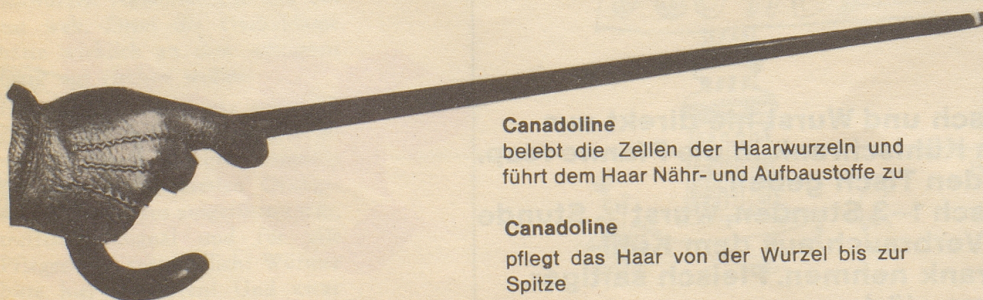 Canadoline
belebt die Zellen der Haarwurzeln und
führt dem Haar Nähr- und Aufbaustoffe zu
Canadoline
pflegt das Haar von der Wurzel bis zur
Spitze